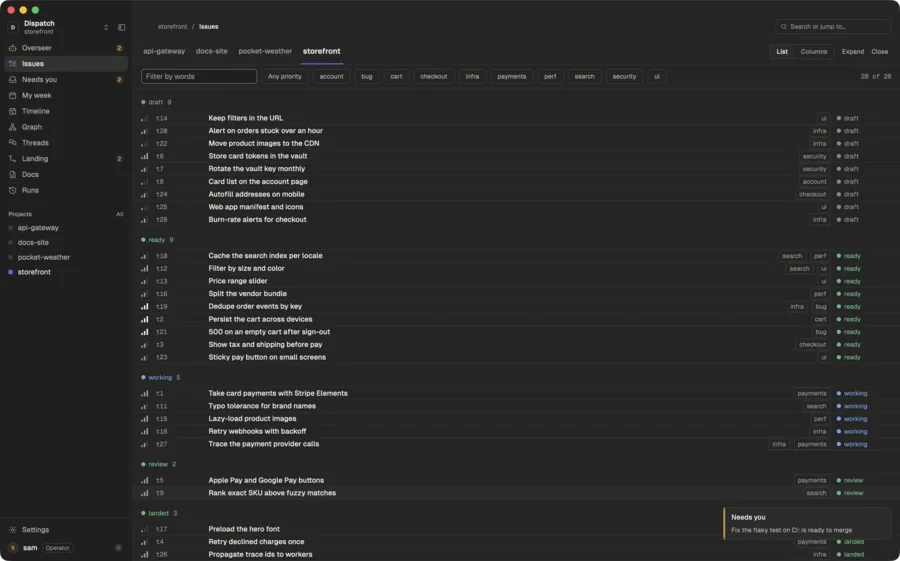 D
Dispatch
storefront
Overseer 2
Issues
Needs you 2
My week
Timeline
Graph
Threads
Landing 2
Docs
Runs
Projects All
api-gateway
docs-site
pocket-weather
storefront
Settings
S sam Operator
storefront / Issues
Search or jump to…
api-gateway docs-site pocket-weather storefront
List Columns Expand Close
Filter by words Any priority account bug cart checkout infra payments perf search security ui 28 of 28
draft 9
t14 Keep filters in the URL ui draft
t20 Alert on orders stuck over an hour infra draft
t22 Move product images to the CDN infra draft
t6 Store card tokens in the vault security draft
t7 Rotate the vault key monthly security draft
t8 Card list on the account page account draft
t24 Autofill addresses on mobile checkout draft
t25 Web app manifest and icons ui draft
t28 Burn-rate alerts for checkout infra draft
ready 9
t10 Cache the search index per locale search perf ready
t12 Filter by size and color search ui ready
t13 Price range slider ui ready
t16 Split the vendor bundle perf ready
t19 Dedupe order events by key infra bug ready
t2 Persist the cart across devices cart ready
t21 500 on an empty cart after sign-out bug ready
t3 Show tax and shipping before pay checkout ready
t23 Sticky pay button on small screens ui ready
working 5
t1 Take card payments with Stripe Elements payments working
t11 Typo tolerance for brand names search working
t15 Lazy-load product images perf working
t18 Retry webhooks with backoff infra working
t27 Trace the payment provider calls infra payments working
review 2
t5 Apple Pay and Google Pay buttons payments review
t9 Rank exact SKU above fuzzy matches search review
landed 3
t17 Preload the hero font
t4 Retry declined charges once payments landed
t26 Propagate trace ids to workers infra landed
Needs you
Fix the flaky test on CI: is ready to merge